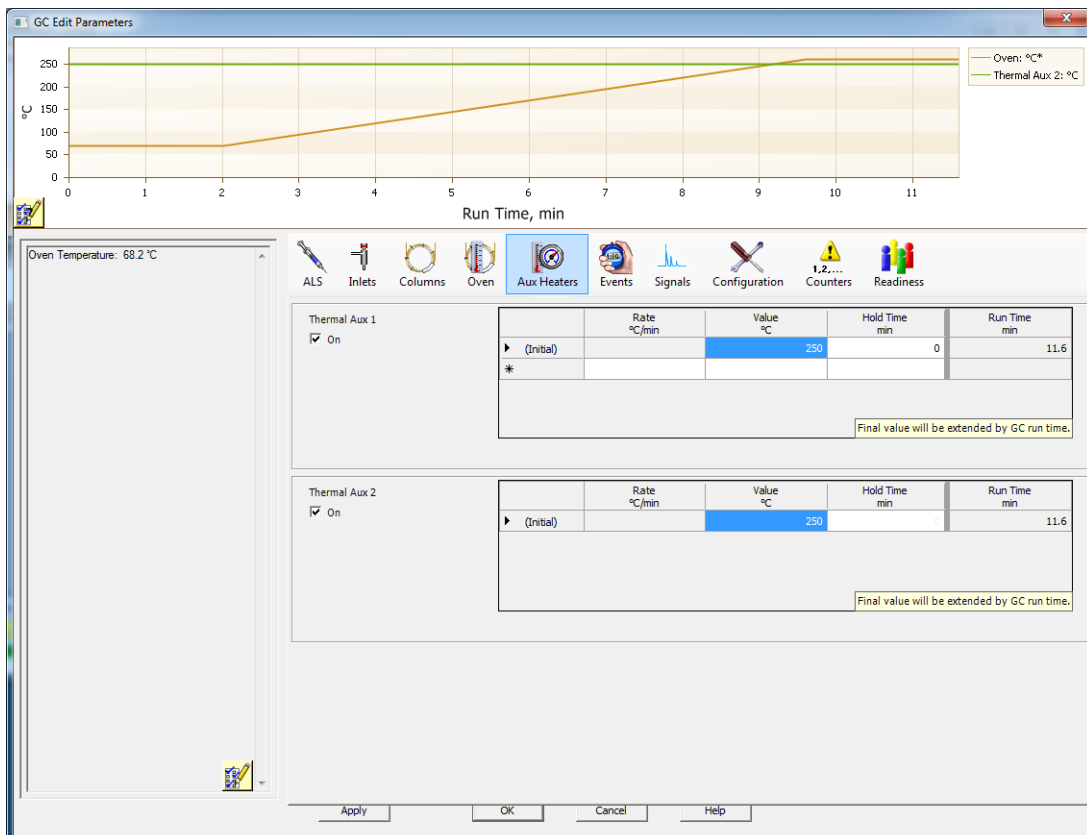 GC Edit Parameters
250
200
150
100
50
0
°C
0 1 2 3 4 5 6 7 8 9 10 11
Run Time, min
Oven: °C*
Thermal Aux 2: °C
Oven Temperature: 68.2 °C
ALS Inlets Columns Oven Aux Heaters Events Signals Configuration 1,2,... Counters Readiness
Thermal Aux 1
On
Rate °C/min Value °C Hold Time min Run Time min
(Initial) 250 0 11.6
*
Final value will be extended by GC run time.
Thermal Aux 2
On
Rate °C/min Value °C Hold Time min Run Time min
(Initial) 250 0 11.6
Final value will be extended by GC run time.
Apply OK Cancel Help